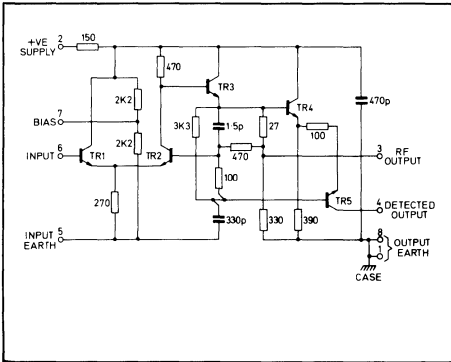 +VE SUPPLY 2
150
470
TR3
2K2
TR4
470p
BIAS 7
3K3
1·5p
27
100
2K2
INPUT 6
TR1
TR2
470
3 RF OUTPUT
100
TR5
4 DETECTED OUTPUT
270
330p
330
390
INPUT EARTH 5
8
1
OUTPUT EARTH
CASE